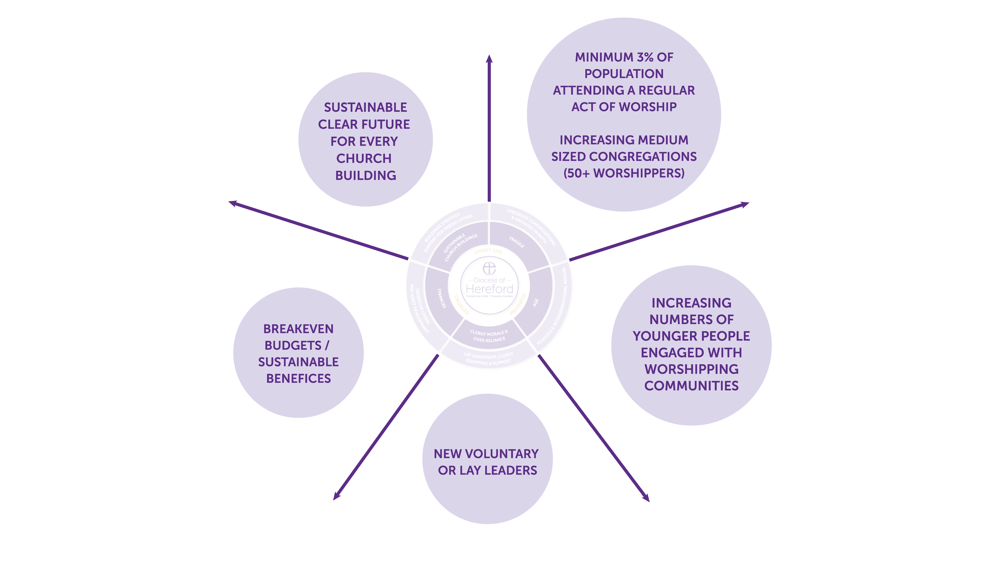 MINIMUM 3% OF
POPULATION
ATTENDING A REGULAR
ACT OF WORSHIP
INCREASING MEDIUM
SIZED CONGREGATIONS
(50+ WORSHIPPERS)
SUSTAINABLE
CLEAR FUTURE
FOR EVERY
CHURCH
BUILDING
BUILDINGS STRATEGY
SUPPORT FOR PARISH OFFERS
STRONGER CONGREGATIONS
& GROWING IN FAITH
SUSTAINABLE
CHURCH BUILDINGS
FRAGILE
CHRIST-LIKE
Diocese of
Hereford
Proclaiming Christ + Growing Disciples
ENGAGED
PRAYERFUL
FINANCES
AGE
GENEROUS GIVING
AND ASSET DEVELOPMENT
SCHOOLS & INTERGENERATIONAL MISSION
CLERGY MORALE &
OVER RELIANCE
LAY LEADERSHIP, CLERGY
EQUIPPING & SUPPORT
BREAKEVEN
BUDGETS /
SUSTAINABLE
BENEFICES
INCREASING
NUMBERS OF
YOUNGER PEOPLE
ENGAGED WITH
WORSHIPPING
COMMUNITIES
NEW VOLUNTARY
OR LAY LEADERS